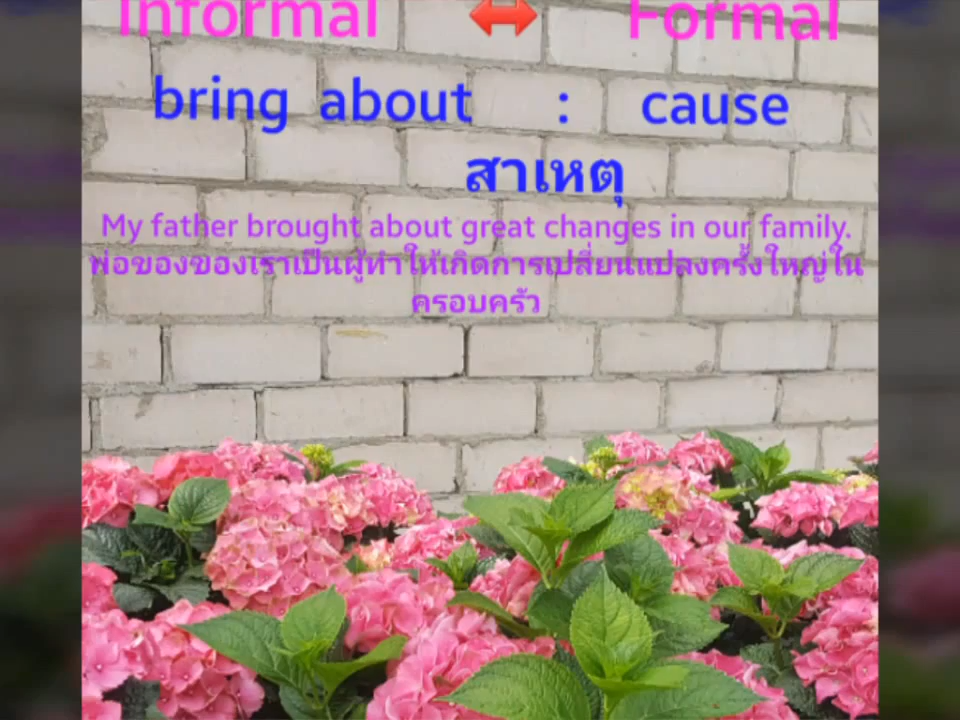 Informal ↔ Formal
bring about : cause
สาเหตุ
My father brought about great changes in our family.
พ่อของของเราเป็นผู้ทำให้เกิดการเปลี่ยนแปลงครั้งใหญ่ใน
ครอบครัว